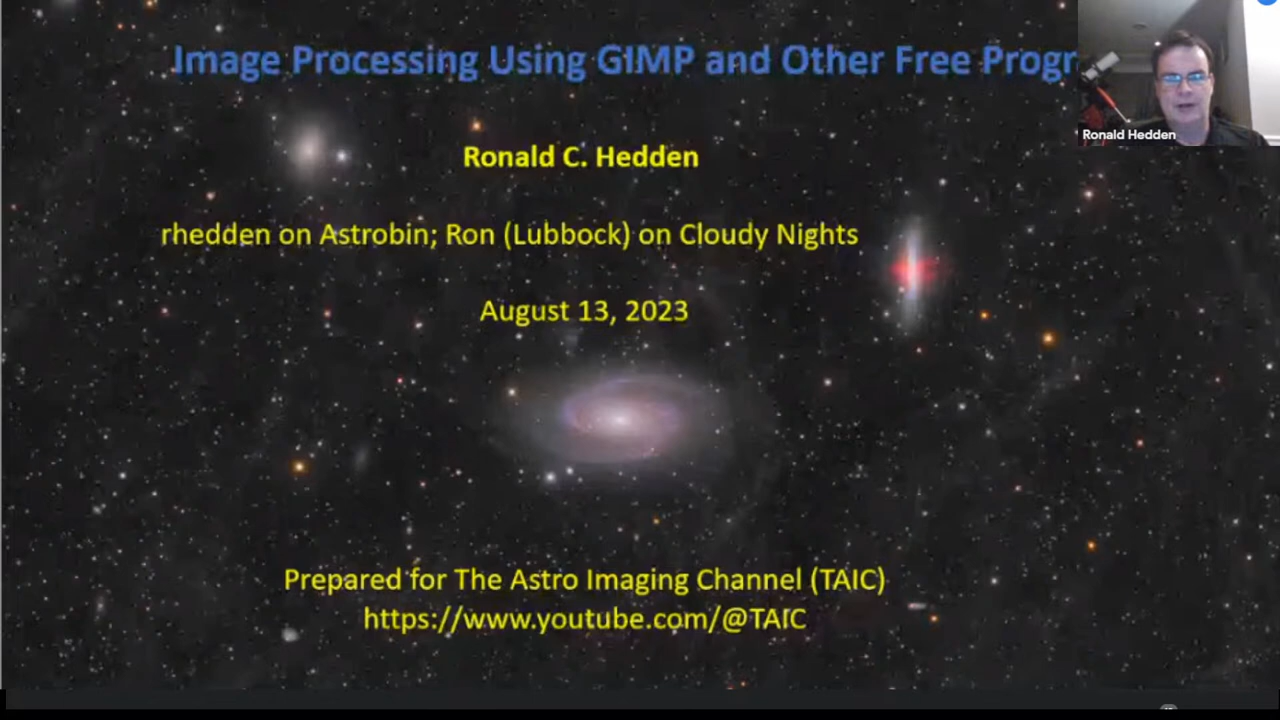 Image Processing Using GIMP and Other Free Progr
Ronald Hedden
Ronald C. Hedden
rhedden on Astrobin; Ron (Lubbock) on Cloudy Nights
August 13, 2023
Prepared for The Astro Imaging Channel (TAIC)
https://www.youtube.com/@TAIC